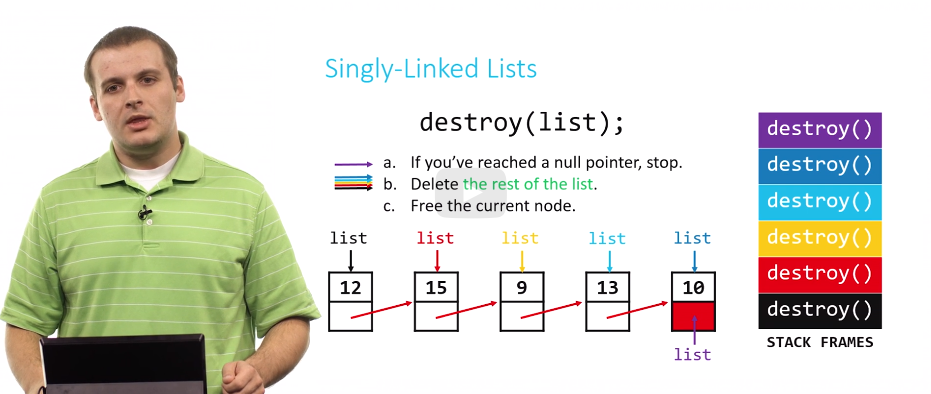 Singly-Linked Lists
destroy(list);
a. If you've reached a null pointer, stop.
b. Delete the rest of the list.
c. Free the current node.
list list list list list
12 15 9 13 10
list
destroy()
destroy()
destroy()
destroy()
destroy()
destroy()
STACK FRAMES